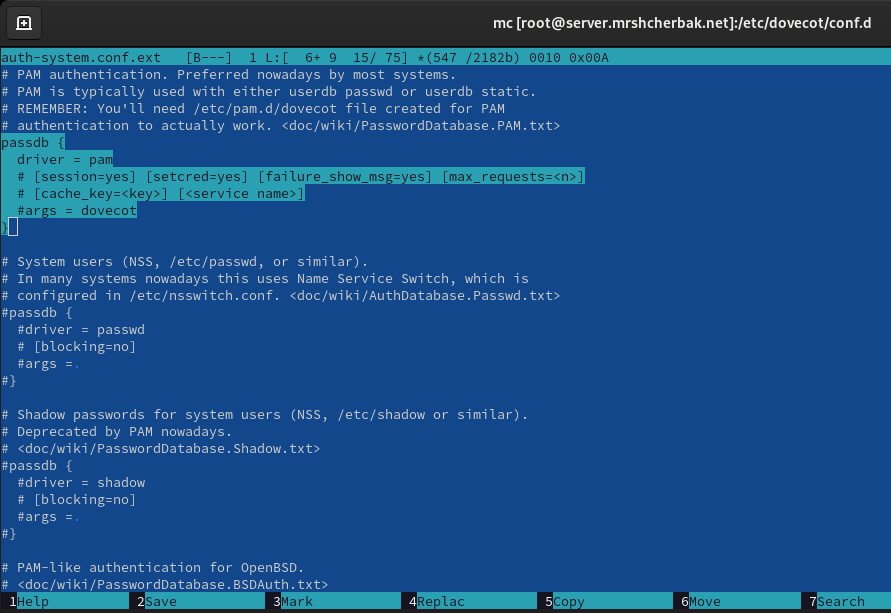 mc [root@server.mrshcherbak.net]:/etc/dovecot/conf.d
auth-system.conf.ext   [B---]  1 L:[  6+ 9  15/ 75] *(547 /2182b) 0010 0x00A
# PAM authentication. Preferred nowadays by most systems.
# PAM is typically used with either userdb passwd or userdb static.
# REMEMBER: You'll need /etc/pam.d/dovecot file created for PAM
# authentication to actually work. <doc/wiki/PasswordDatabase.PAM.txt>
passdb {
  driver = pam
  # [session=yes] [setcred=yes] [failure_show_msg=yes] [max_requests=<n>]
  # [cache_key=<key>] [<service name>]
  #args = dovecot
}
# System users (NSS, /etc/passwd, or similar).
# In many systems nowadays this uses Name Service Switch, which is
# configured in /etc/nsswitch.conf. <doc/wiki/AuthDatabase.Passwd.txt>
#passdb {
  #driver = passwd
  # [blocking=no]
  #args =.
#}
# Shadow passwords for system users (NSS, /etc/shadow or similar).
# Deprecated by PAM nowadays.
# <doc/wiki/PasswordDatabase.Shadow.txt>
#passdb {
  #driver = shadow
  # [blocking=no]
  #args =.
#}
# PAM-like authentication for OpenBSD.
# <doc/wiki/PasswordDatabase.BSDAuth.txt>
1Help 2Save 3Mark 4Replac 5Copy 6Move 7Search